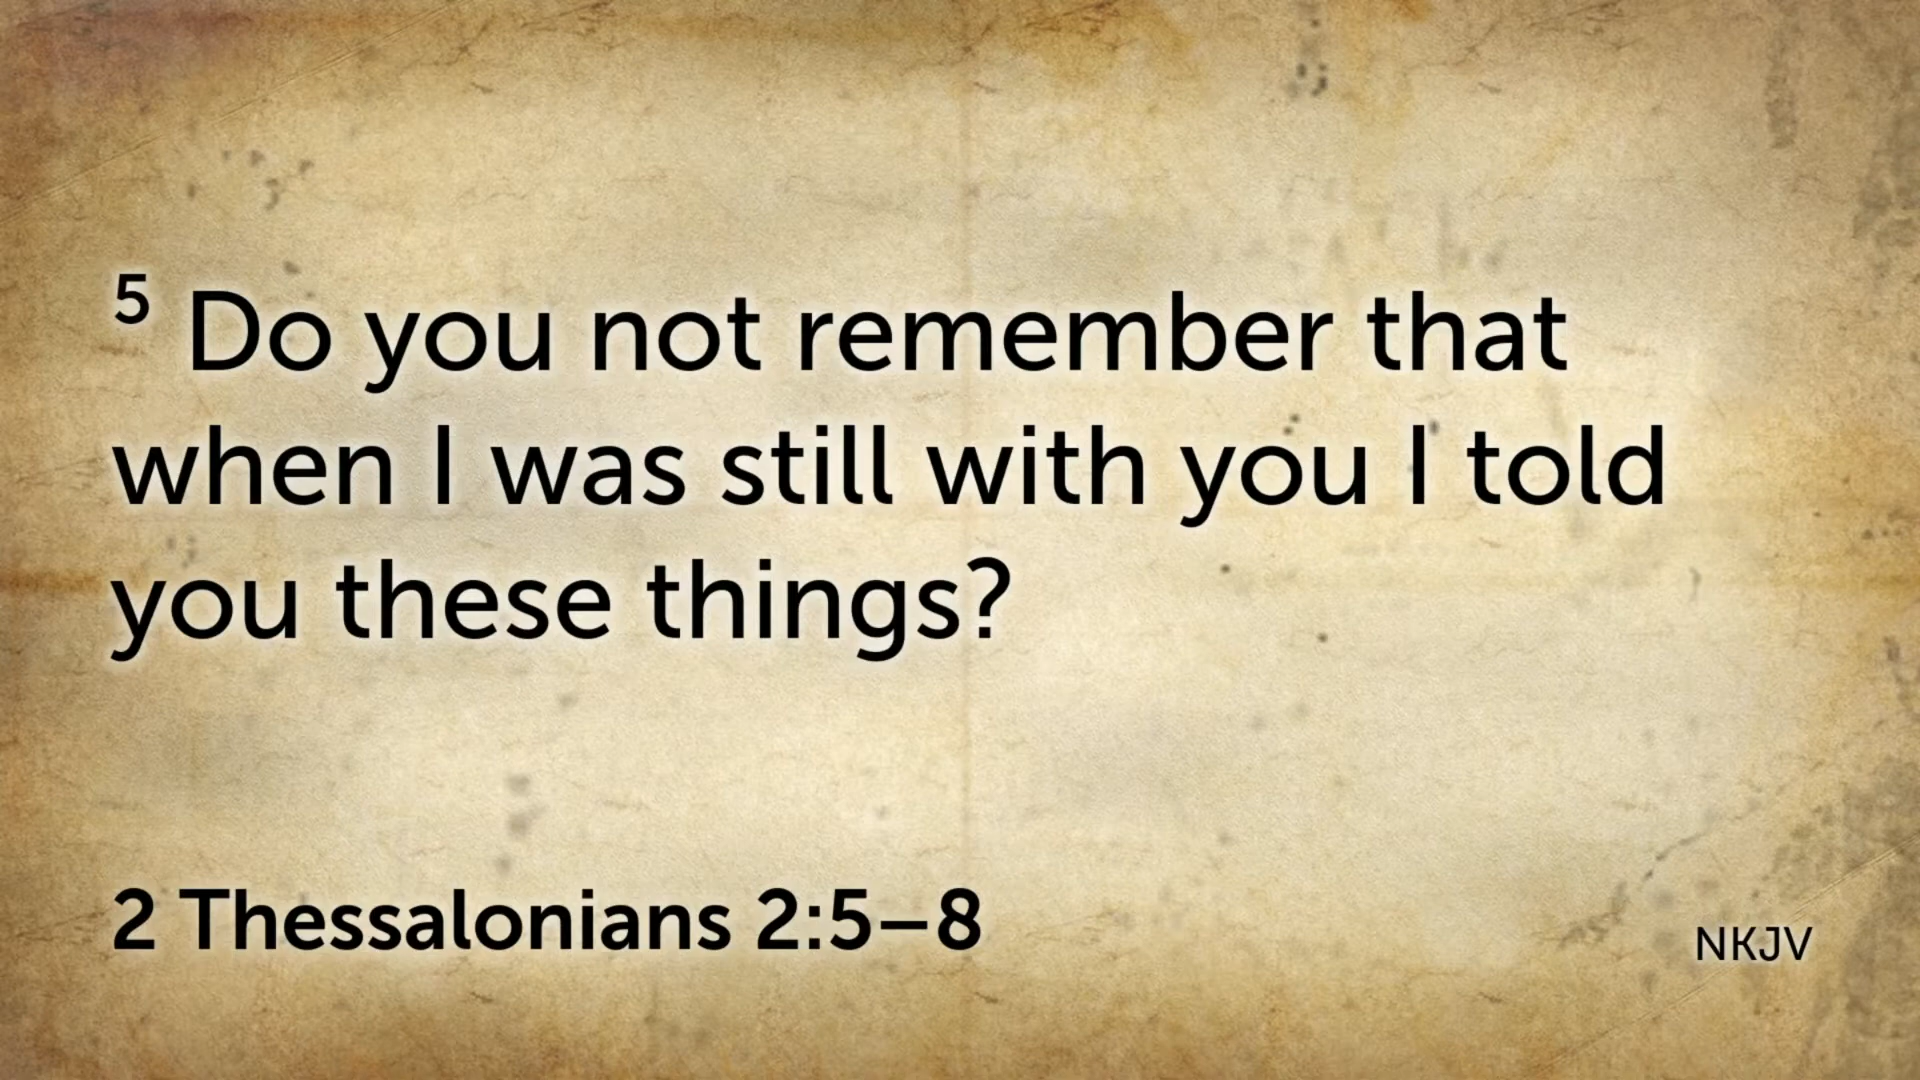 5 Do you not remember that
when I was still with you I told
you these things?
2 Thessalonians 2:5–8
NKJV